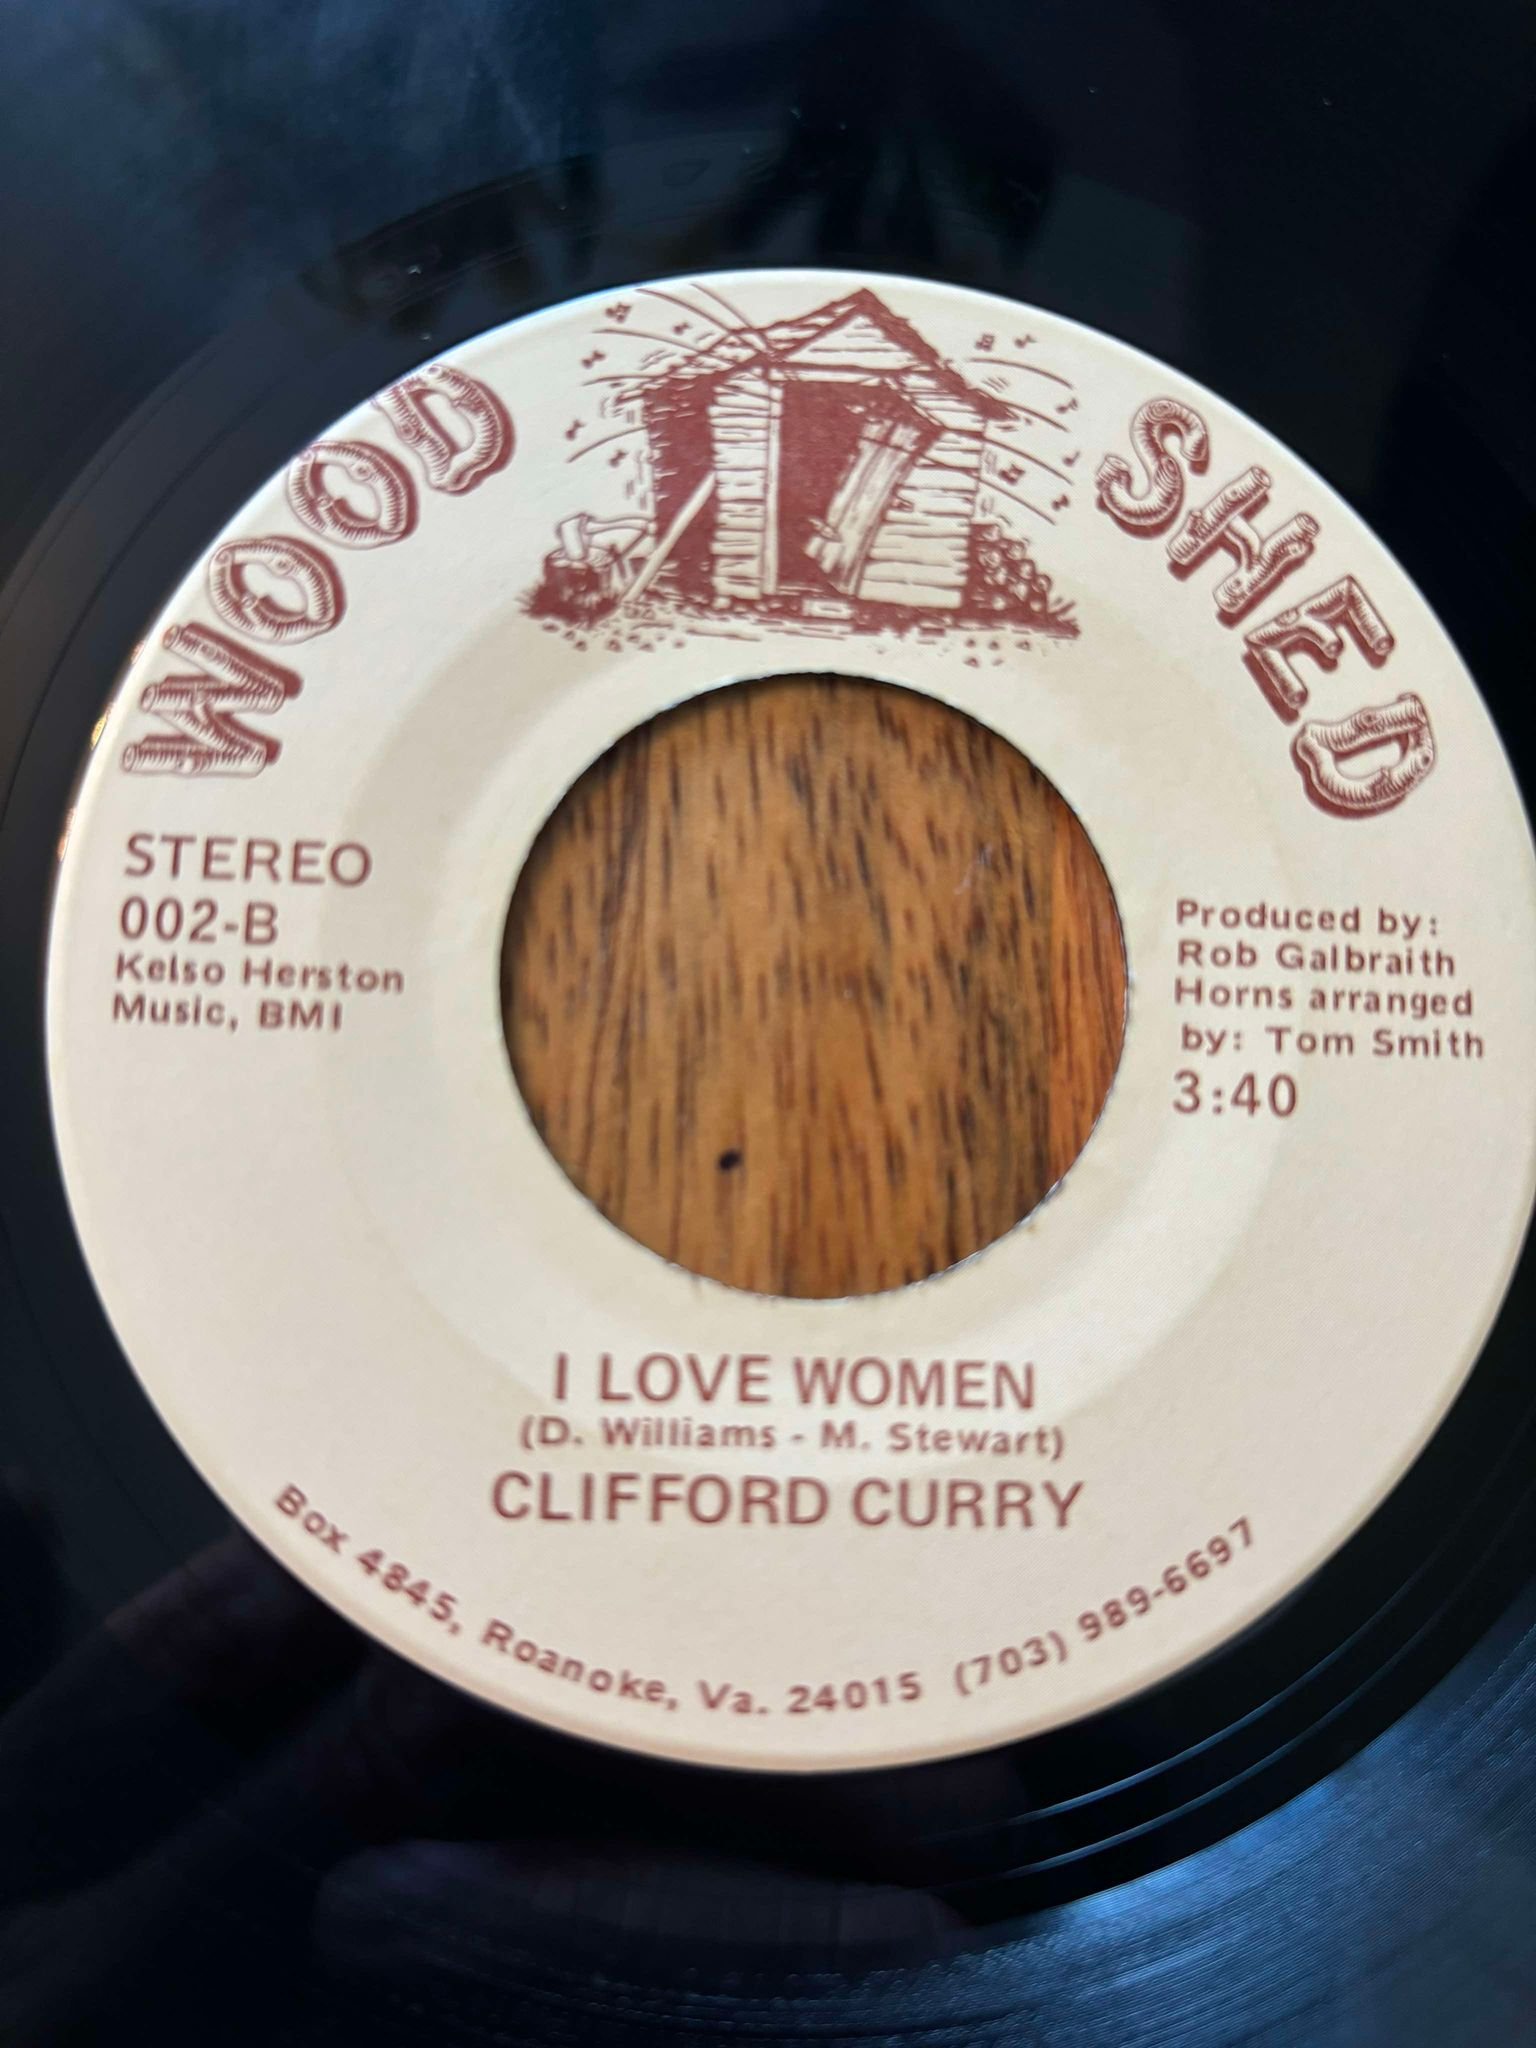 WOOD SHED
STEREO
002-B
Kelso Herston
Music, BMI
Produced by:
Rob Galbraith
Horns arranged
by: Tom Smith
3:40
I LOVE WOMEN
(D. Williams - M. Stewart)
CLIFFORD CURRY
Box 4845, Roanoke, Va. 24015 (703) 989-6697